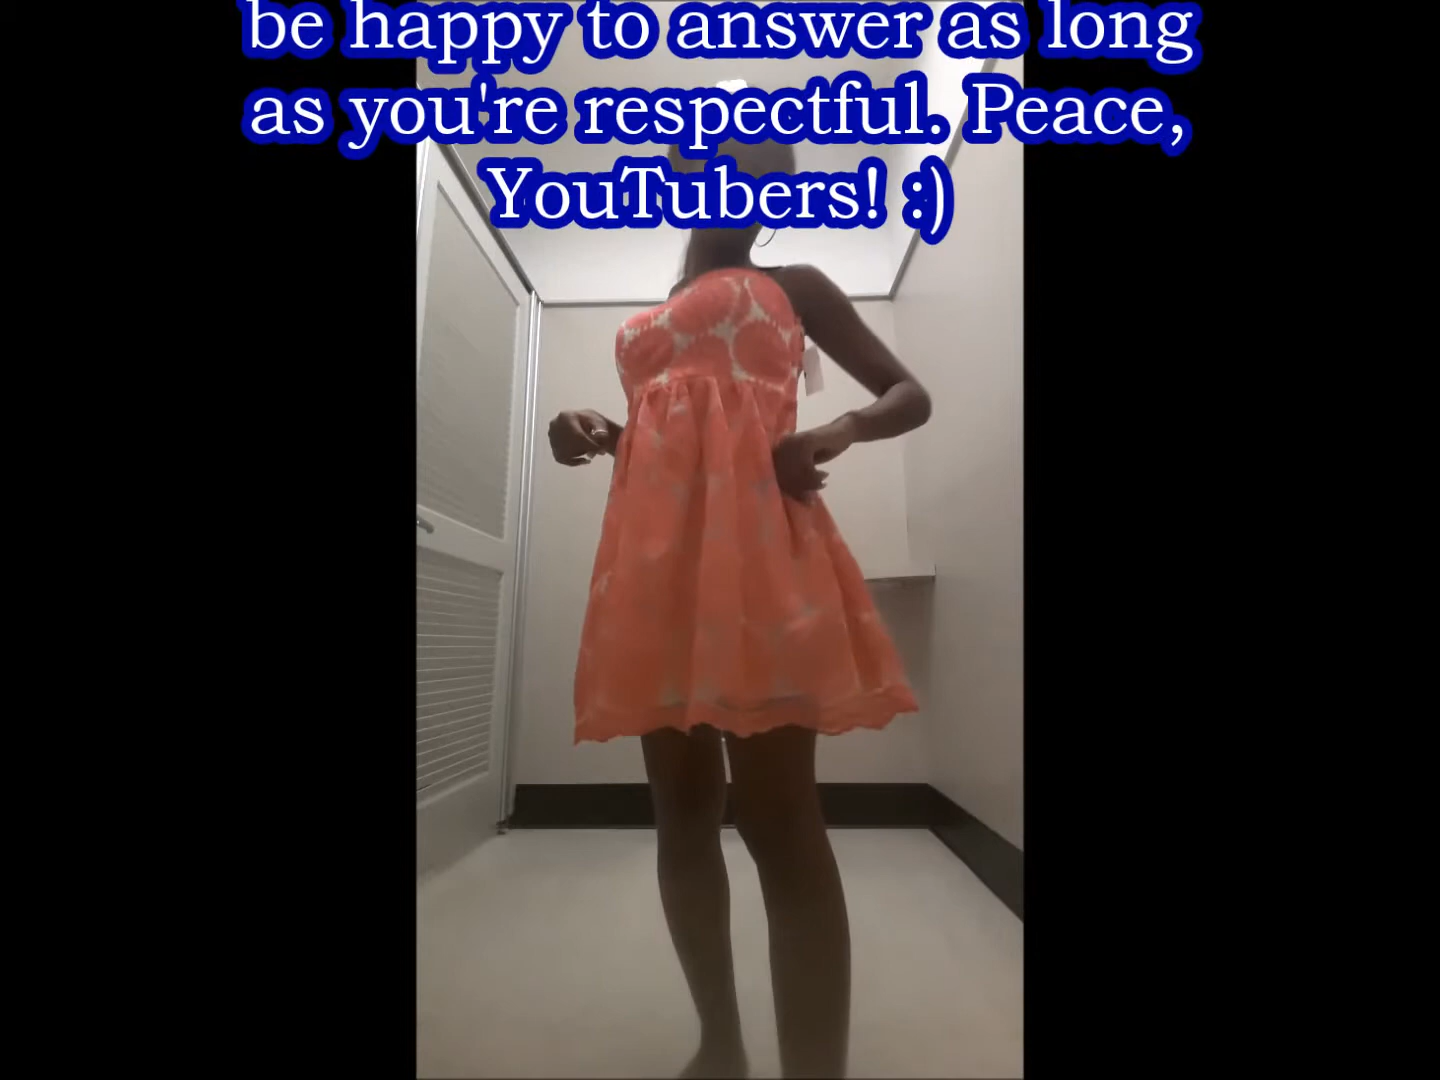 be happy to answer as long
as you're respectful. Peace,
YouTubers! :)